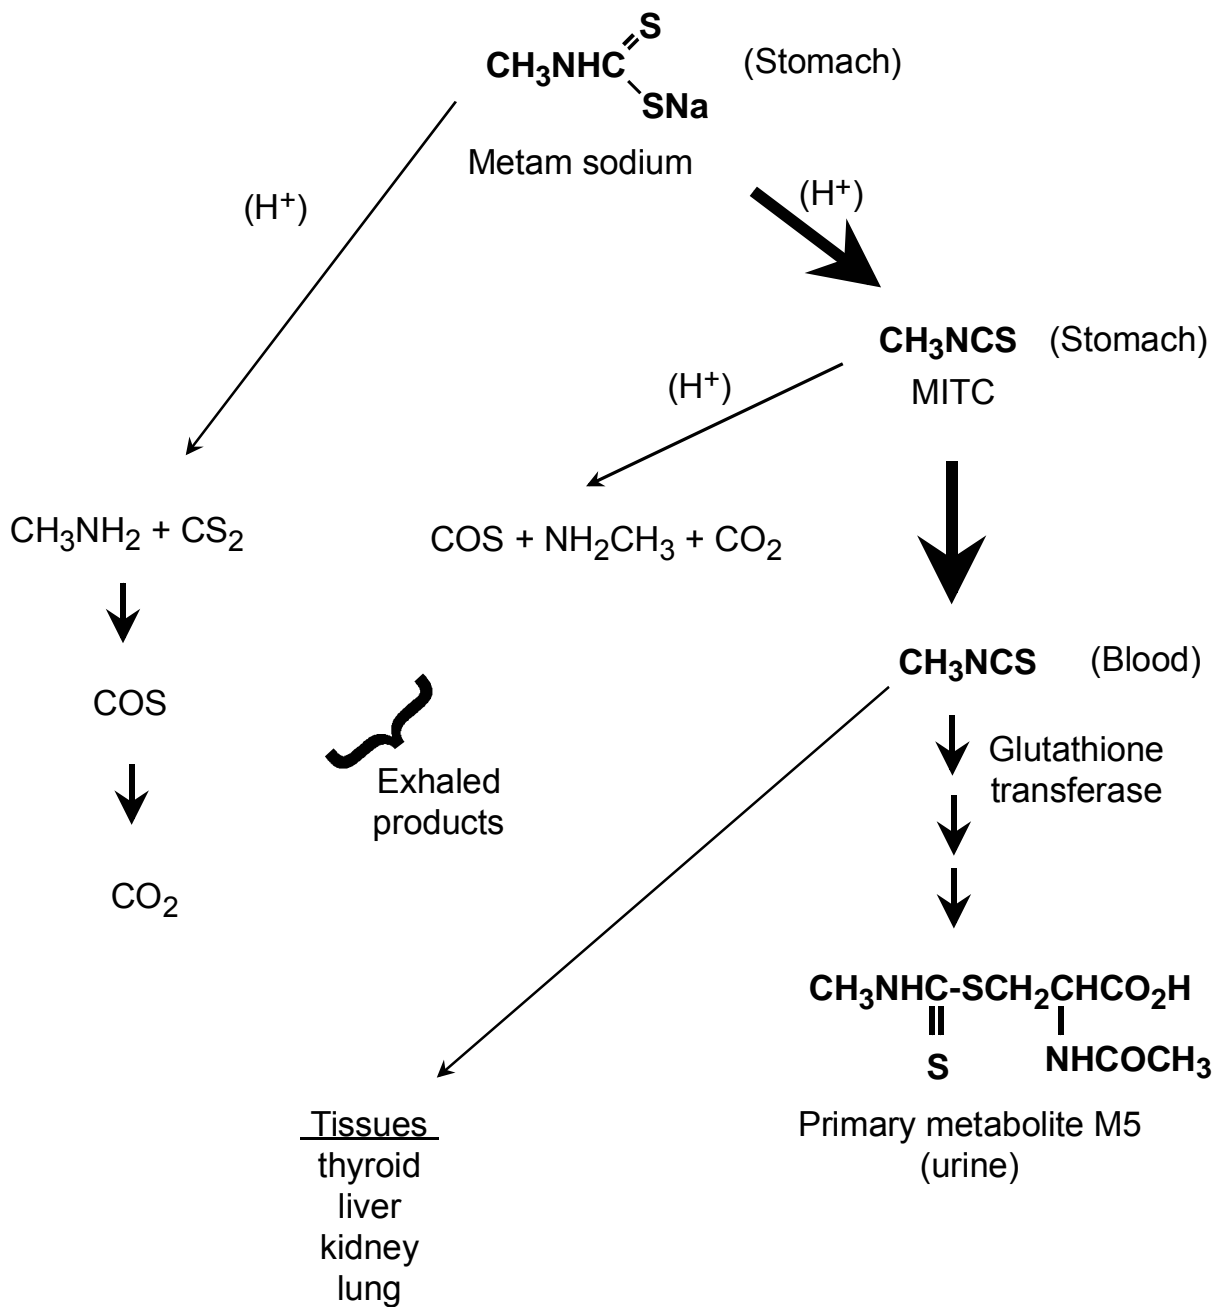 S
CH₃NHC (Stomach)
SNa
Metam sodium
(H⁺) (H⁺)
CH₃NCS (Stomach)
(H⁺) MITC
CH₃NH₂ + CS₂ COS + NH₂CH₃ + CO₂
CH₃NCS (Blood)
COS
Glutathione
transferase
Exhaled
products
CO₂
CH₃NHC-SCH₂CHCO₂H
S NHCOCH₃
Tissues
thyroid
liver
kidney
lung
Primary metabolite M5
(urine)